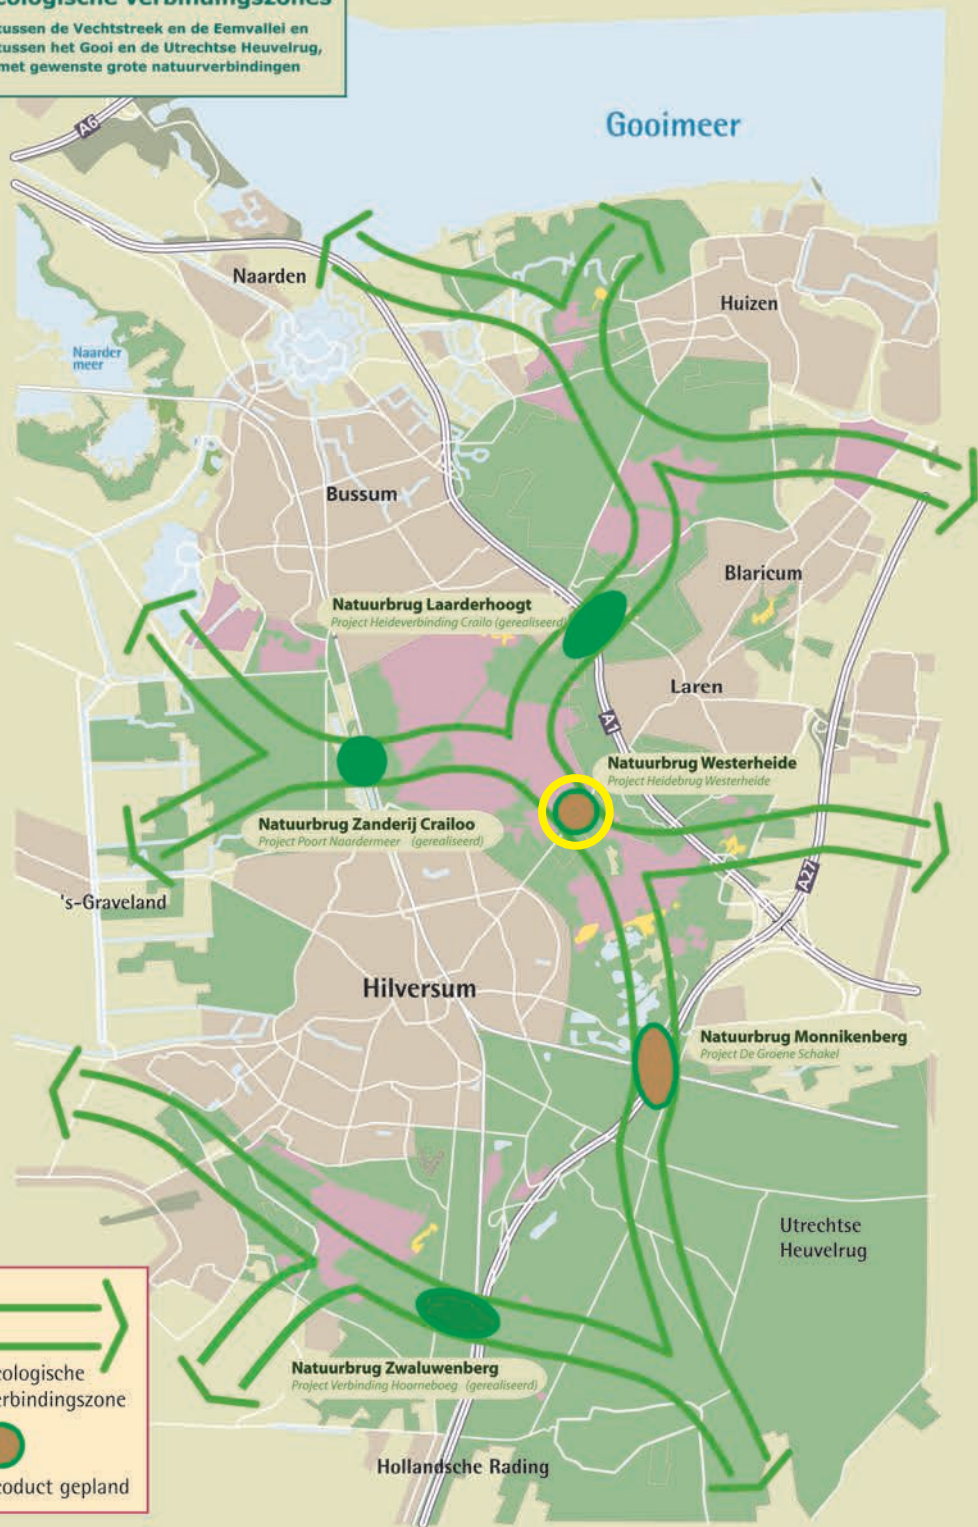 tussen de Vechtstreek en de Eemvallei en
tussen het Gooi en de Utrechtse Heuvelrug,
met gewenste grote natuurverbindingen
A6
Gooimeer
Naarden
Huizen
Naarder
meer
Bussum
Blaricum
Natuurbrug Laarderhoogt
Project Heideverbinding Crailo (gerealiseerd)
Laren
A1
Natuurbrug Westerheide
Project Heidebrug Westerheide
Natuurbrug Zanderij Crailoo
Project Poort Naardermeer (gerealiseerd)
A27
's-Graveland
Hilversum
Natuurbrug Monnikenberg
Project De Groene Schakel
Utrechtse
Heuvelrug
Natuurbrug Zwaluwenberg
Project Verbinding Hoorneboeg (gerealiseerd)
cologische
erbindingszone
oduct gepland
Hollandsche Rading